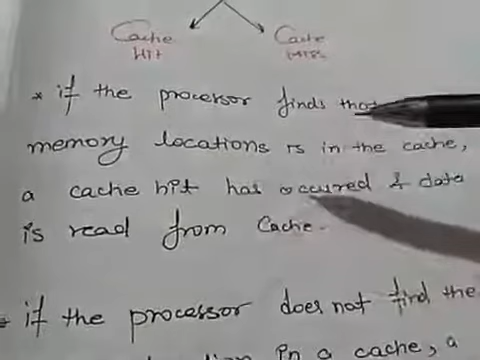 Cache Cache
Hit Miss
* if the processor finds that
memory locations is in the cache,
a cache hit has occured & data
is read from Cache.
* if the processor does not find the
in a cache, a